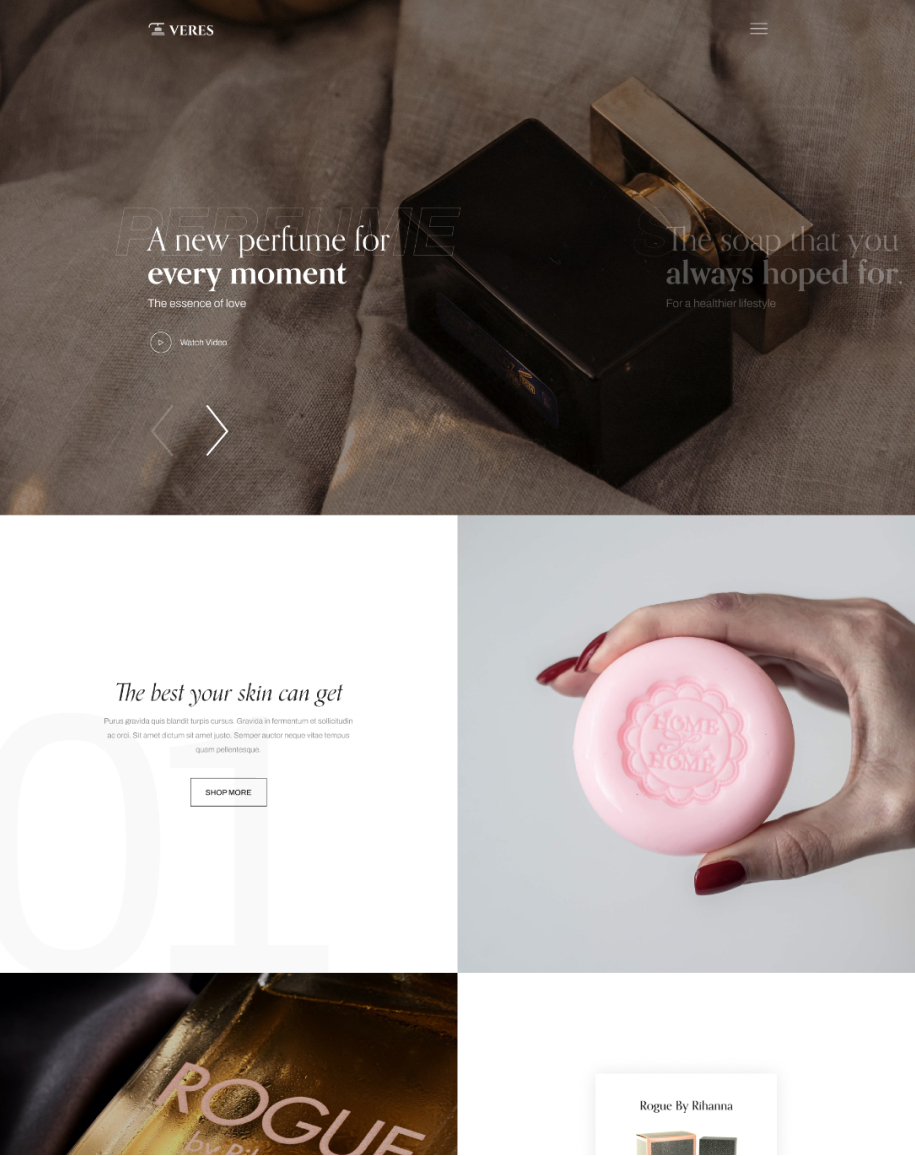 VERES
PERFUME
A new perfume for
every moment
The essence of love
Watch Video
The soap that you
always hoped for.
For a healthier lifestyle
The best your skin can get
Purus gravida quis blandit turpis cursus. Gravida in fermentum et sollicitudin
ac orci. Sit amet dictum sit amet justo. Semper auctor neque vitae tempus
quam pellentesque.
SHOP MORE
01
HOME
HOME
ROGUE
by
Rogue By Rihanna